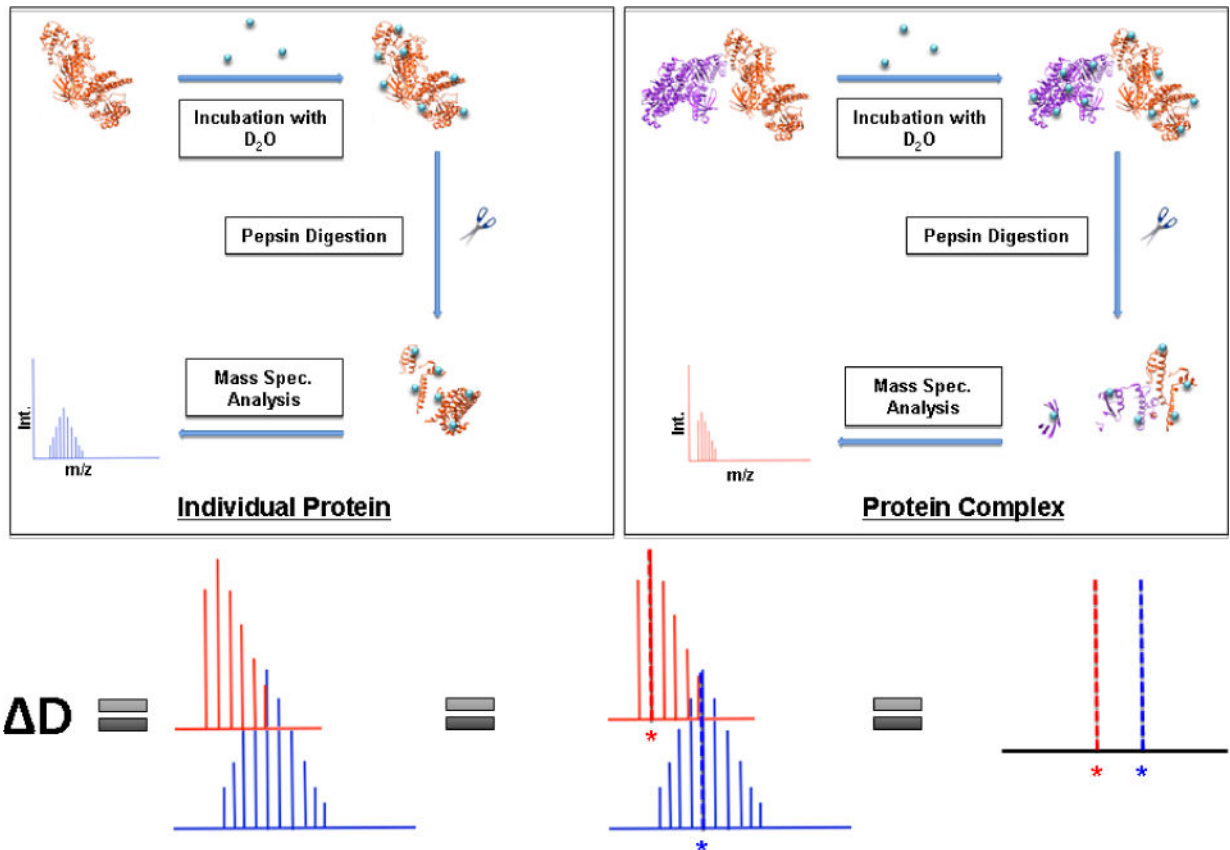 Incubation with
D₂O
Pepsin Digestion
Mass Spec.
Analysis
Int.
m/z
Individual Protein
Incubation with
D₂O
Pepsin Digestion
Mass Spec.
Analysis
Int.
m/z
Protein Complex
ΔD
* *
* *